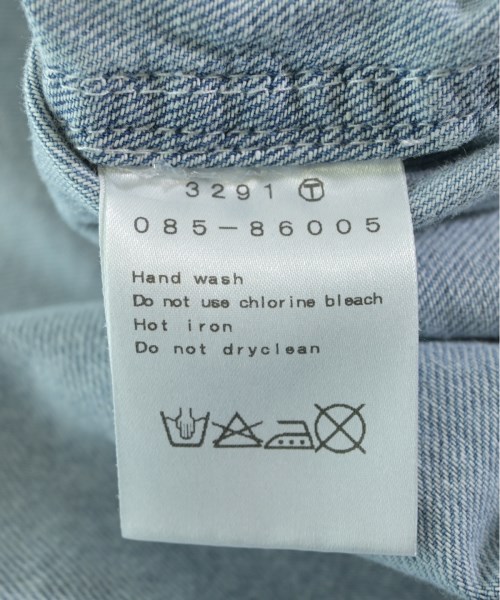 3291 Ⓣ
085-86005
Hand wash
Do not use chlorine bleach
Hot iron
Do not dryclean